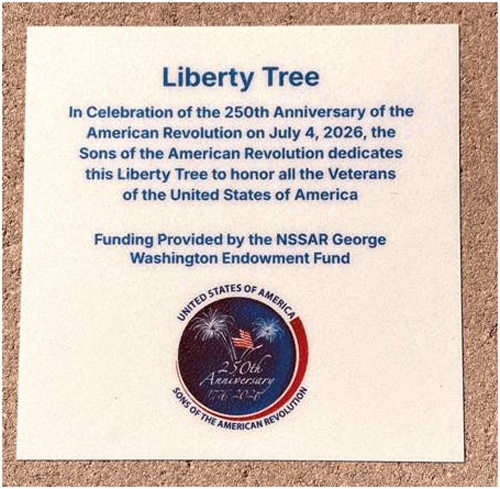 Liberty Tree
In Celebration of the 250th Anniversary of the
American Revolution on July 4, 2026, the
Sons of the American Revolution dedicates
this Liberty Tree to honor all the Veterans
of the United States of America
Funding Provided by the NSSAR George
Washington Endowment Fund
UNITED STATES OF AMERICA
250th
Anniversary
1776-2026
SONS OF THE AMERICAN REVOLUTION